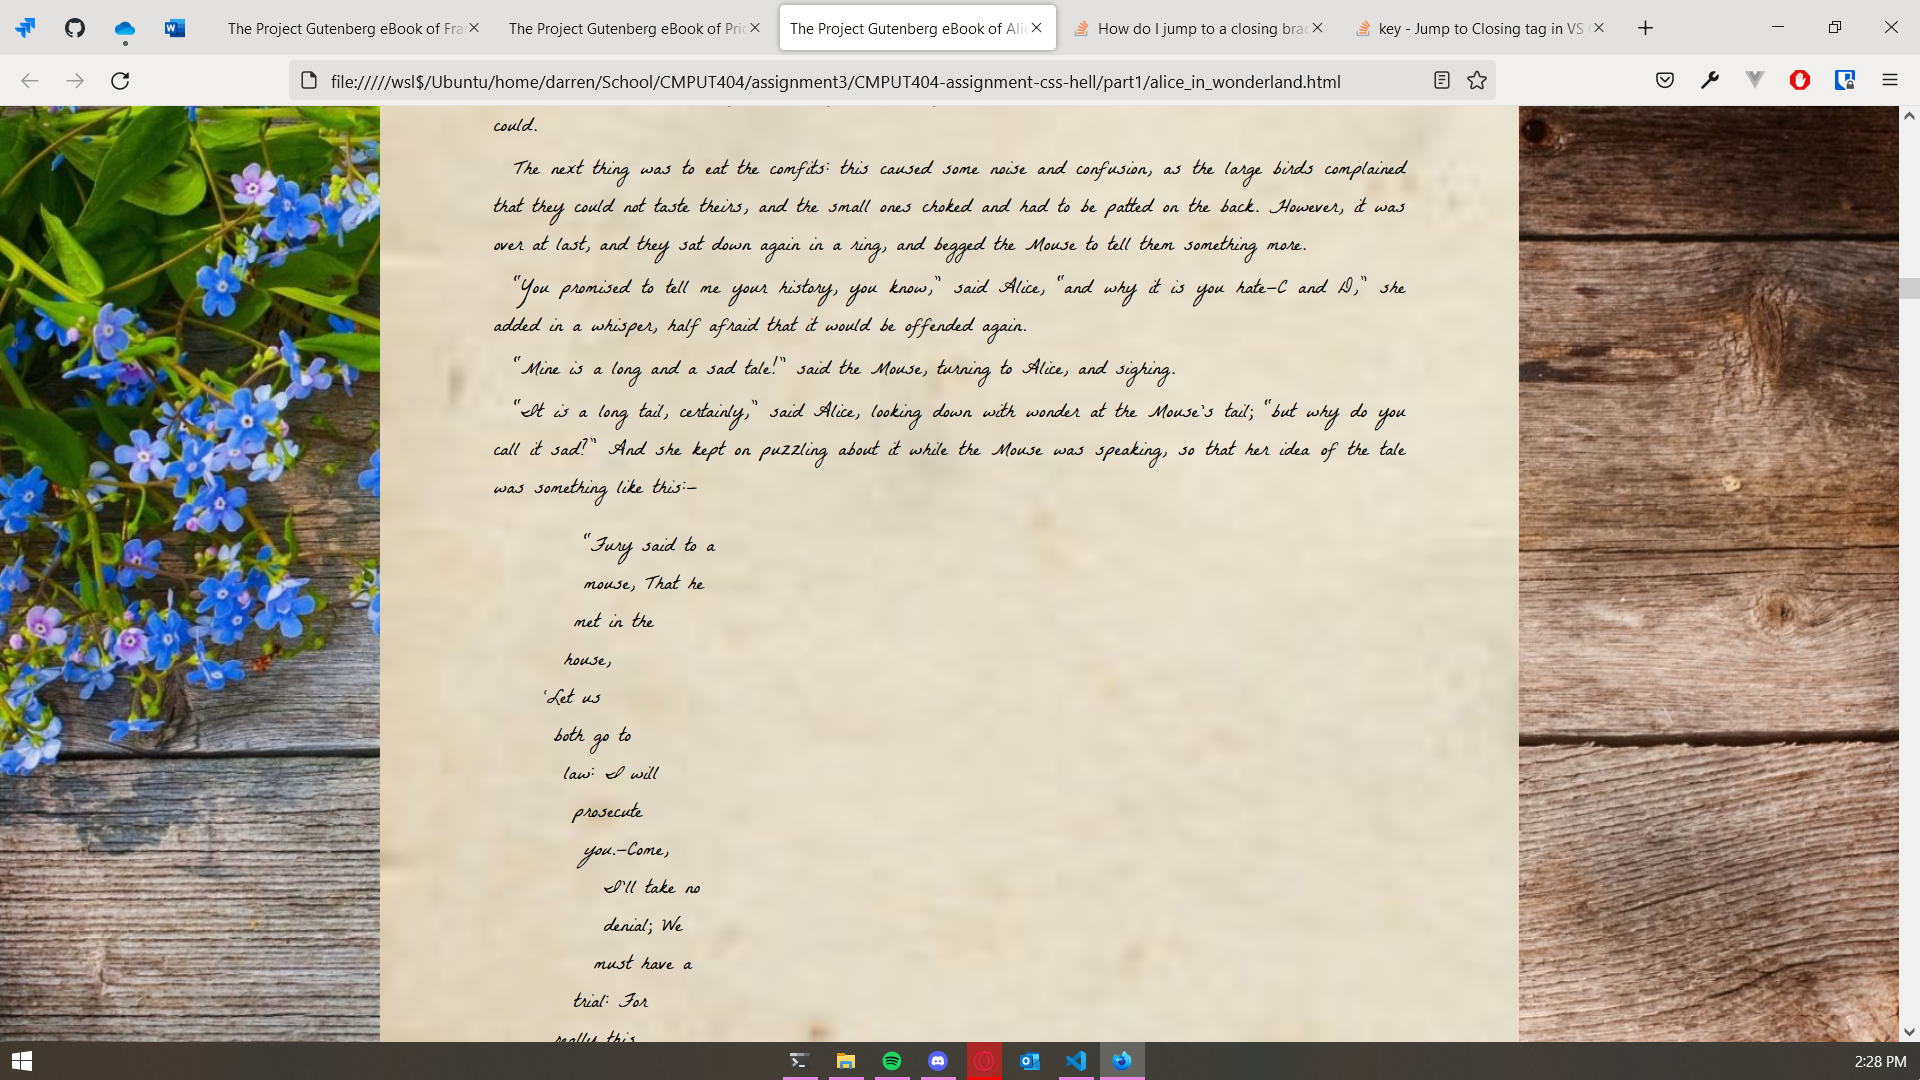 The Project Gutenberg eBook of Fra
The Project Gutenberg eBook of Prid
The Project Gutenberg eBook of Alic
How do I jump to a closing brac
key - Jump to Closing tag in VS C
file://///wsl$/Ubuntu/home/darren/School/CMPUT404/assignment3/CMPUT404-assignment-css-hell/part1/alice_in_wonderland.html
could.
The next thing was to eat the comfits: this caused some noise and confusion, as the large birds complained
that they could not taste theirs, and the small ones choked and had to be patted on the back. However, it was
over at last, and they sat down again in a ring, and begged the Mouse to tell them something more.
“You promised to tell me your history, you know,” said Alice, “and why it is you hate—C and D,” she
added in a whisper, half afraid that it would be offended again.
“Mine is a long and a sad tale!” said the Mouse, turning to Alice, and sighing.
“It is a long tail, certainly,” said Alice, looking down with wonder at the Mouse’s tail; “but why do you
call it sad?” And she kept on puzzling about it while the Mouse was speaking, so that her idea of the tale
was something like this:—
“Fury said to a
mouse, That he
met in the
house,
‘Let us
both go to
law: I will
prosecute
you.—Come,
I’ll take no
denial; We
must have a
trial: For
really this
2:28 PM